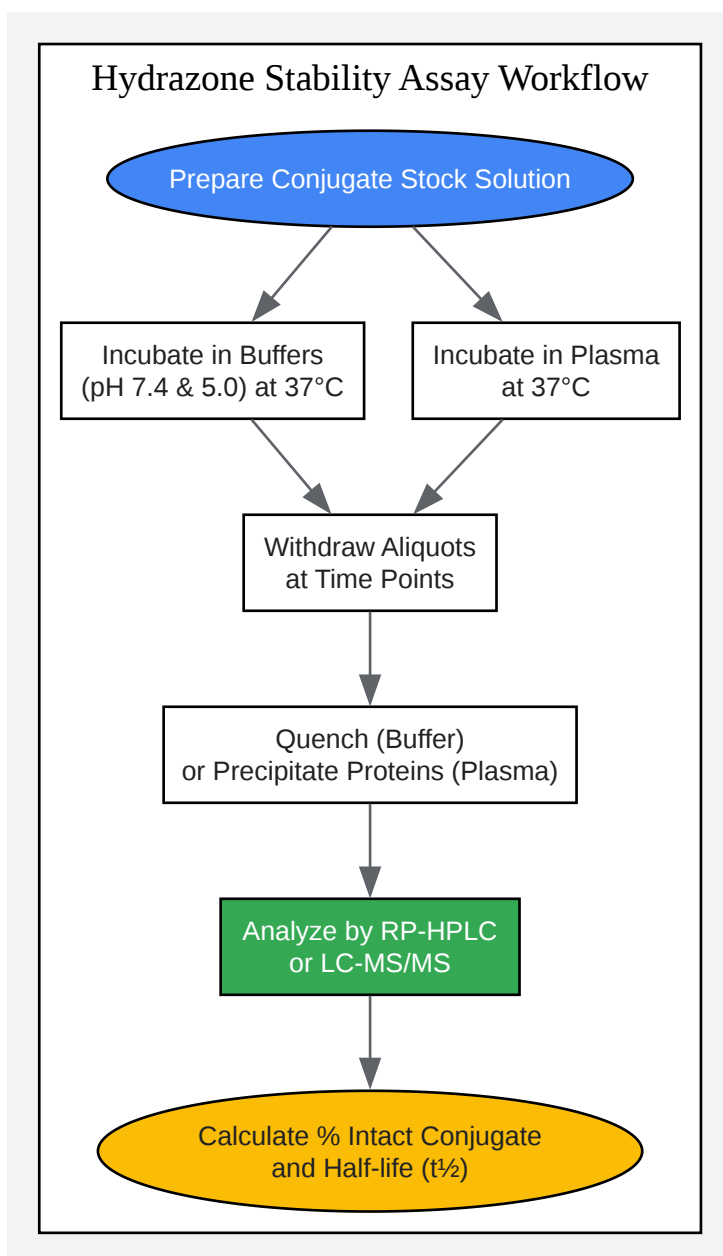 Hydrazone Stability Assay Workflow
Prepare Conjugate Stock Solution
Incubate in Buffers
(pH 7.4 & 5.0) at 37°C
Incubate in Plasma
at 37°C
Withdraw Aliquots
at Time Points
Quench (Buffer)
or Precipitate Proteins (Plasma)
Analyze by RP-HPLC
or LC-MS/MS
Calculate % Intact Conjugate
and Half-life (t½)